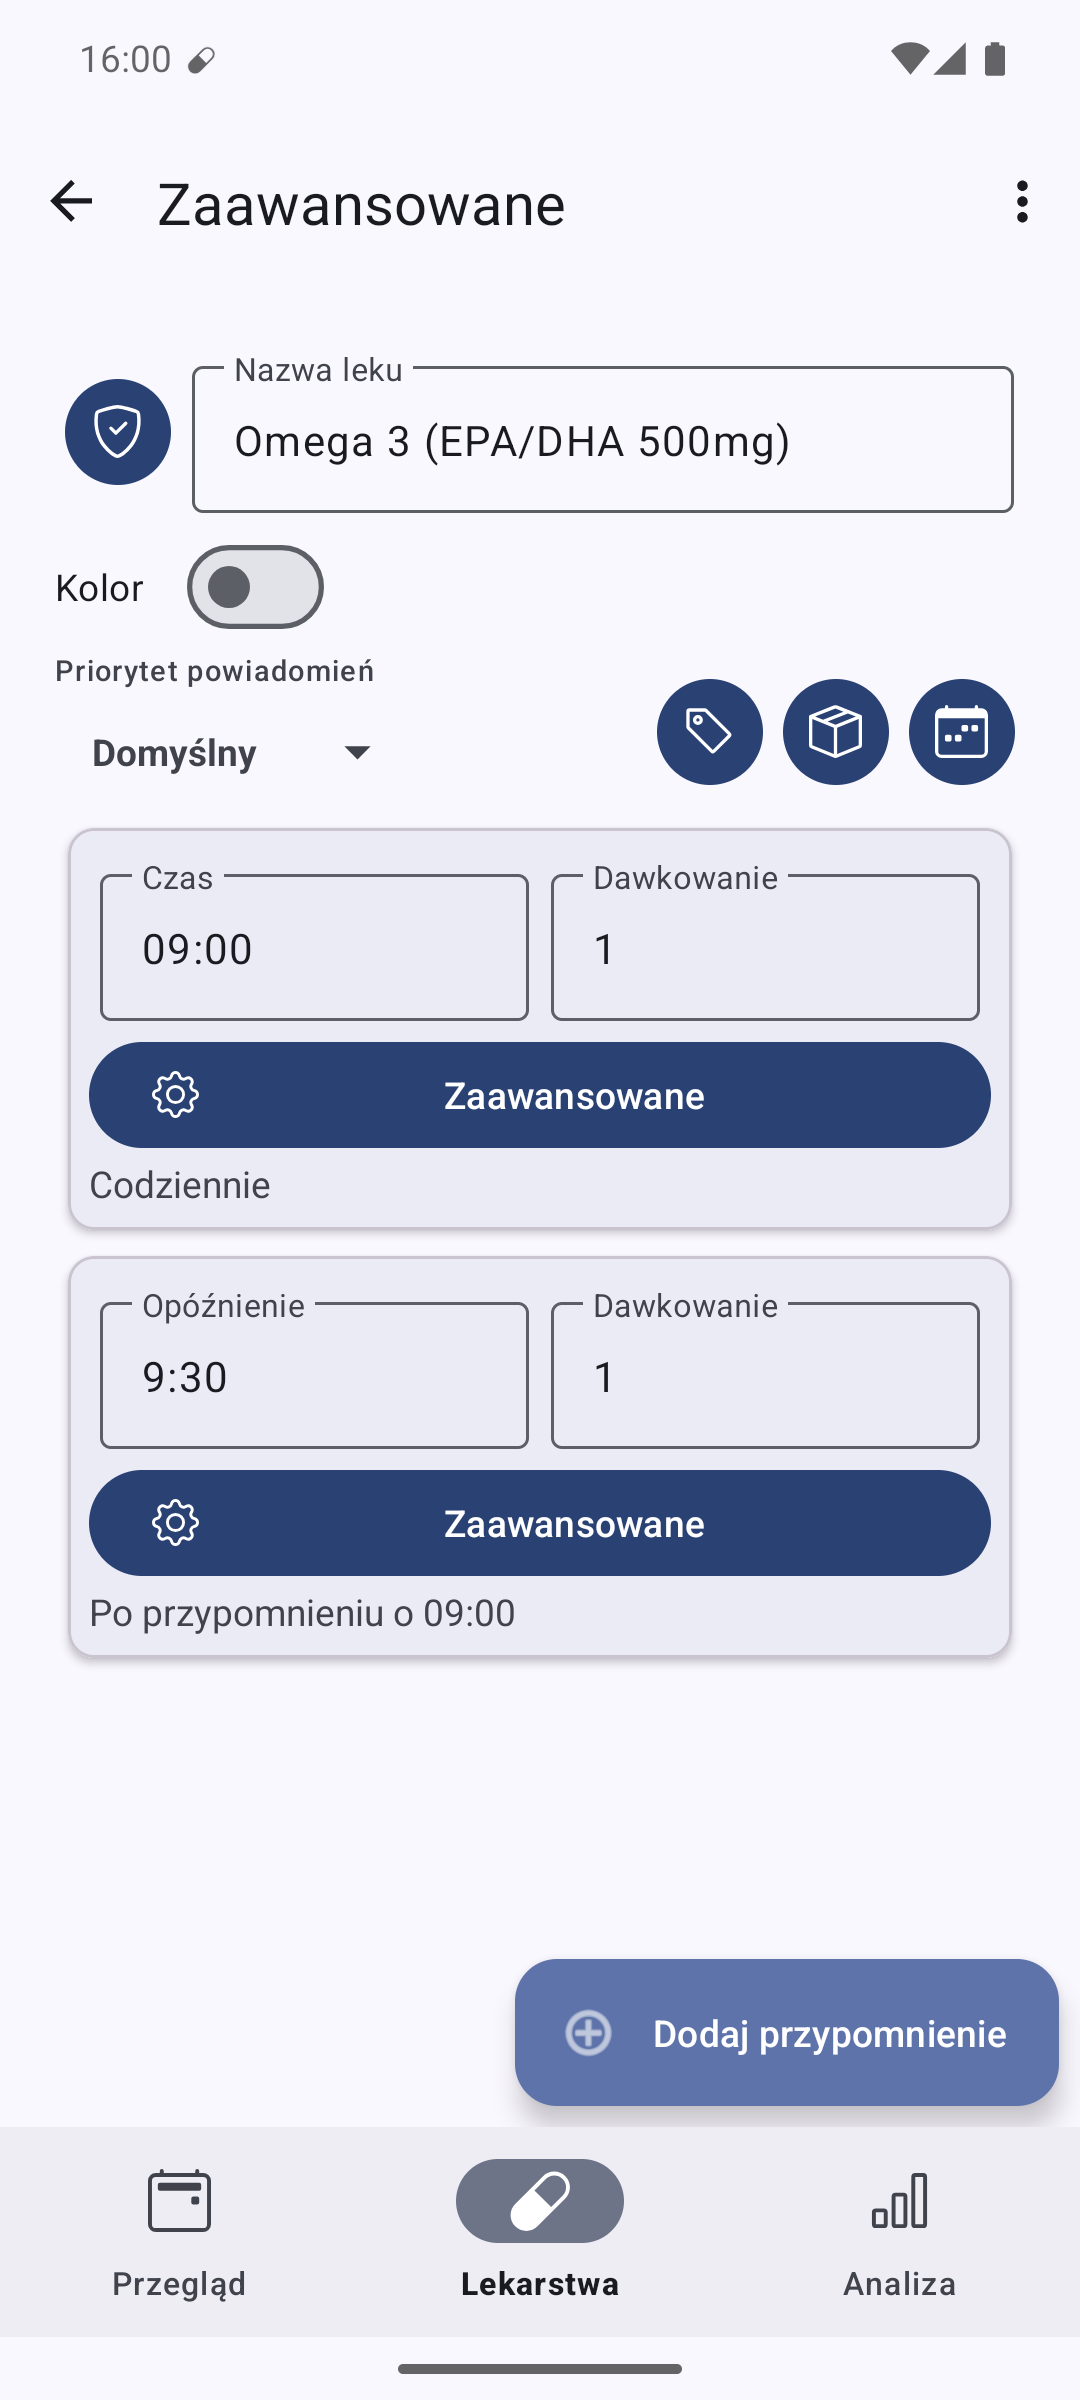 16:00
Zaawansowane
Nazwa leku
Omega 3 (EPA/DHA 500mg)
Kolor
Priorytet powiadomień
Domyślny
Czas
09:00
Dawkowanie
1
Zaawansowane
Codziennie
Opóźnienie
9:30
Dawkowanie
1
Zaawansowane
Po przypomnieniu o 09:00
Dodaj przypomnienie
Przegląd
Lekarstwa
Analiza